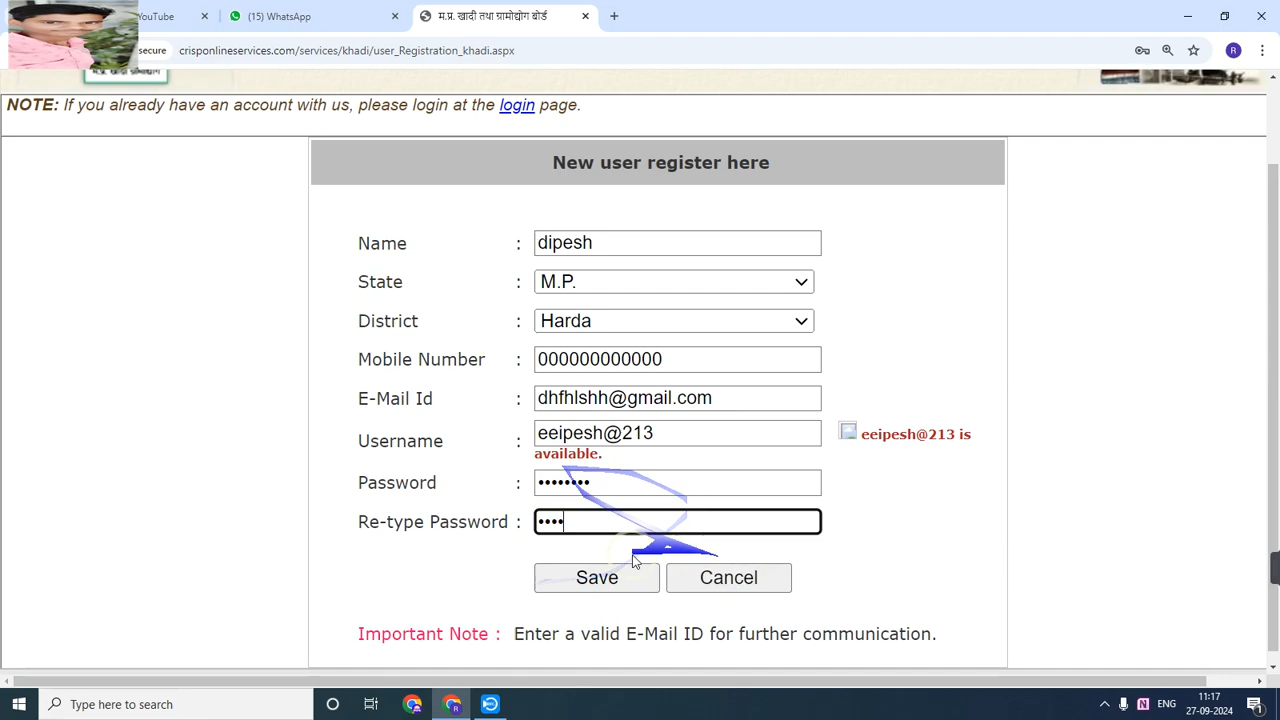 YouTube
(15) WhatsApp
म.प्र. खादी तथा ग्रामोद्योग बोर्ड
secure
crisponlineservices.com/services/khadi/user_Registration_khadi.aspx
R
NOTE: If you already have an account with us, please login at the login page.
New user register here
Name : dipesh
State : M.P.
District : Harda
Mobile Number : 000000000000
E-Mail Id : dhfhlshh@gmail.com
Username : eeipesh@213 eeipesh@213 is
available.
Password : ••••••••
Re-type Password : ••••
Save Cancel
Important Note : Enter a valid E-Mail ID for further communication.
Type here to search
ENG
11:17
27-09-2024